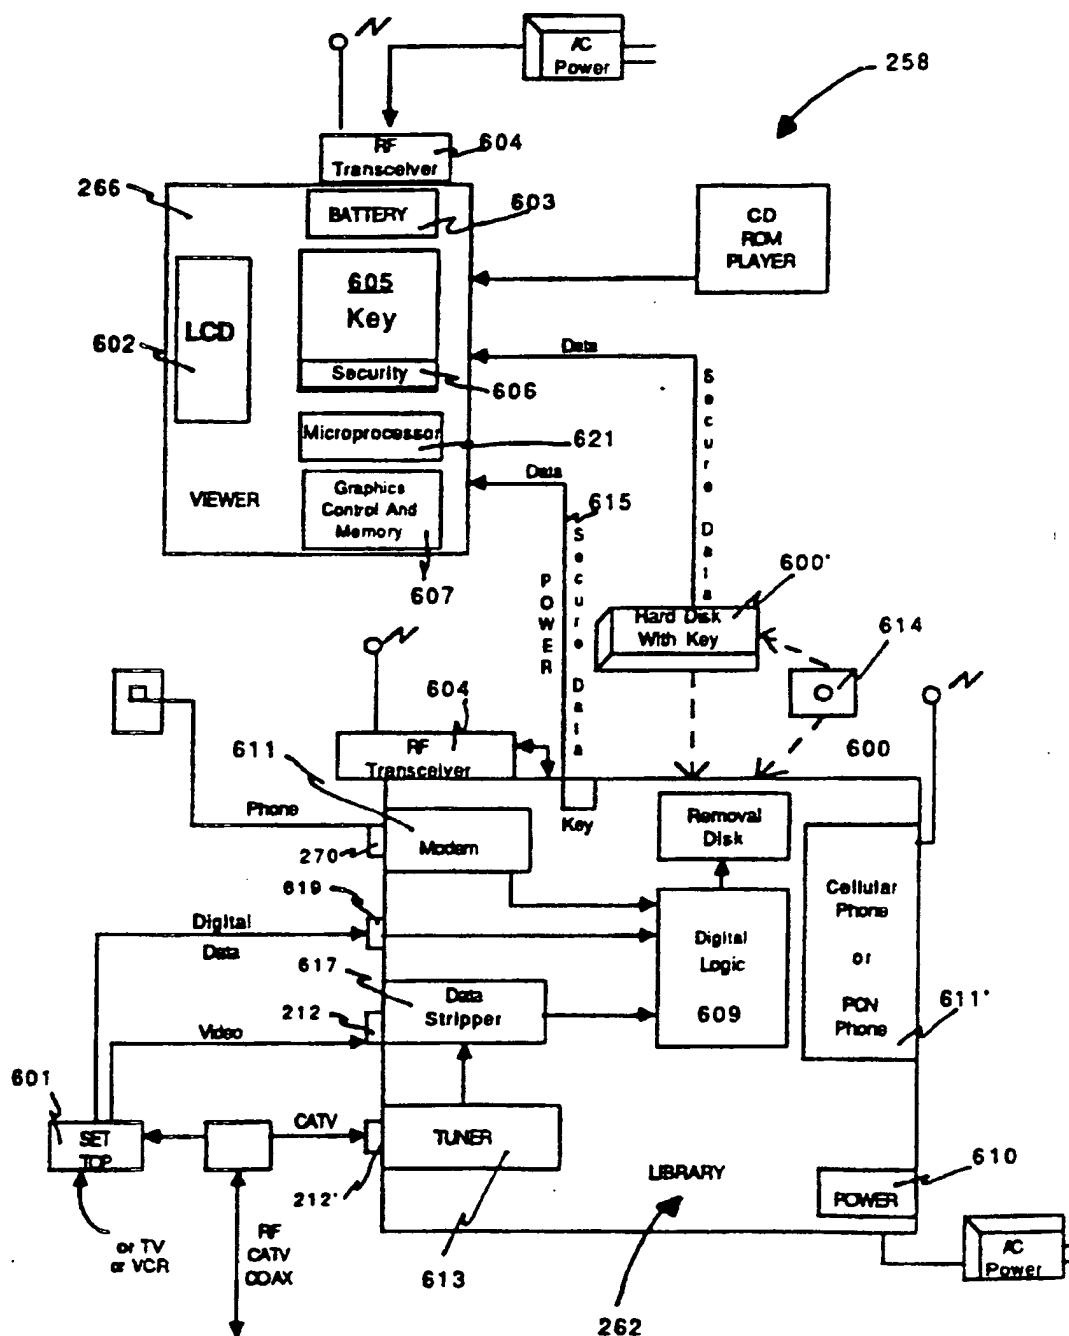 AC
Power
258
RF
Transceiver
604
266
BATTERY
603
CD
ROM
PLAYER
605
Key
LCD
602
Security
606
Data
Secure Data
Microprocessor
621
Data
615
VIEWER
Graphics
Control And
Memory
607
POWER
Secure Data
600'
Hard Disk
With Key
614
604
611
RF
Transceiver
600
Phone
Key
Removal
Disk
270
Modem
619
Cellular
Phone
or
PCN
Phone
Digital
Data
Digital
Logic
609
617
Data
Stripper
212
611'
Video
601
CATV
SET
TOP
TUNER
212'
LIBRARY
610
POWER
or TV
or VCR
RF
CATV
COAX
613
AC
Power
262